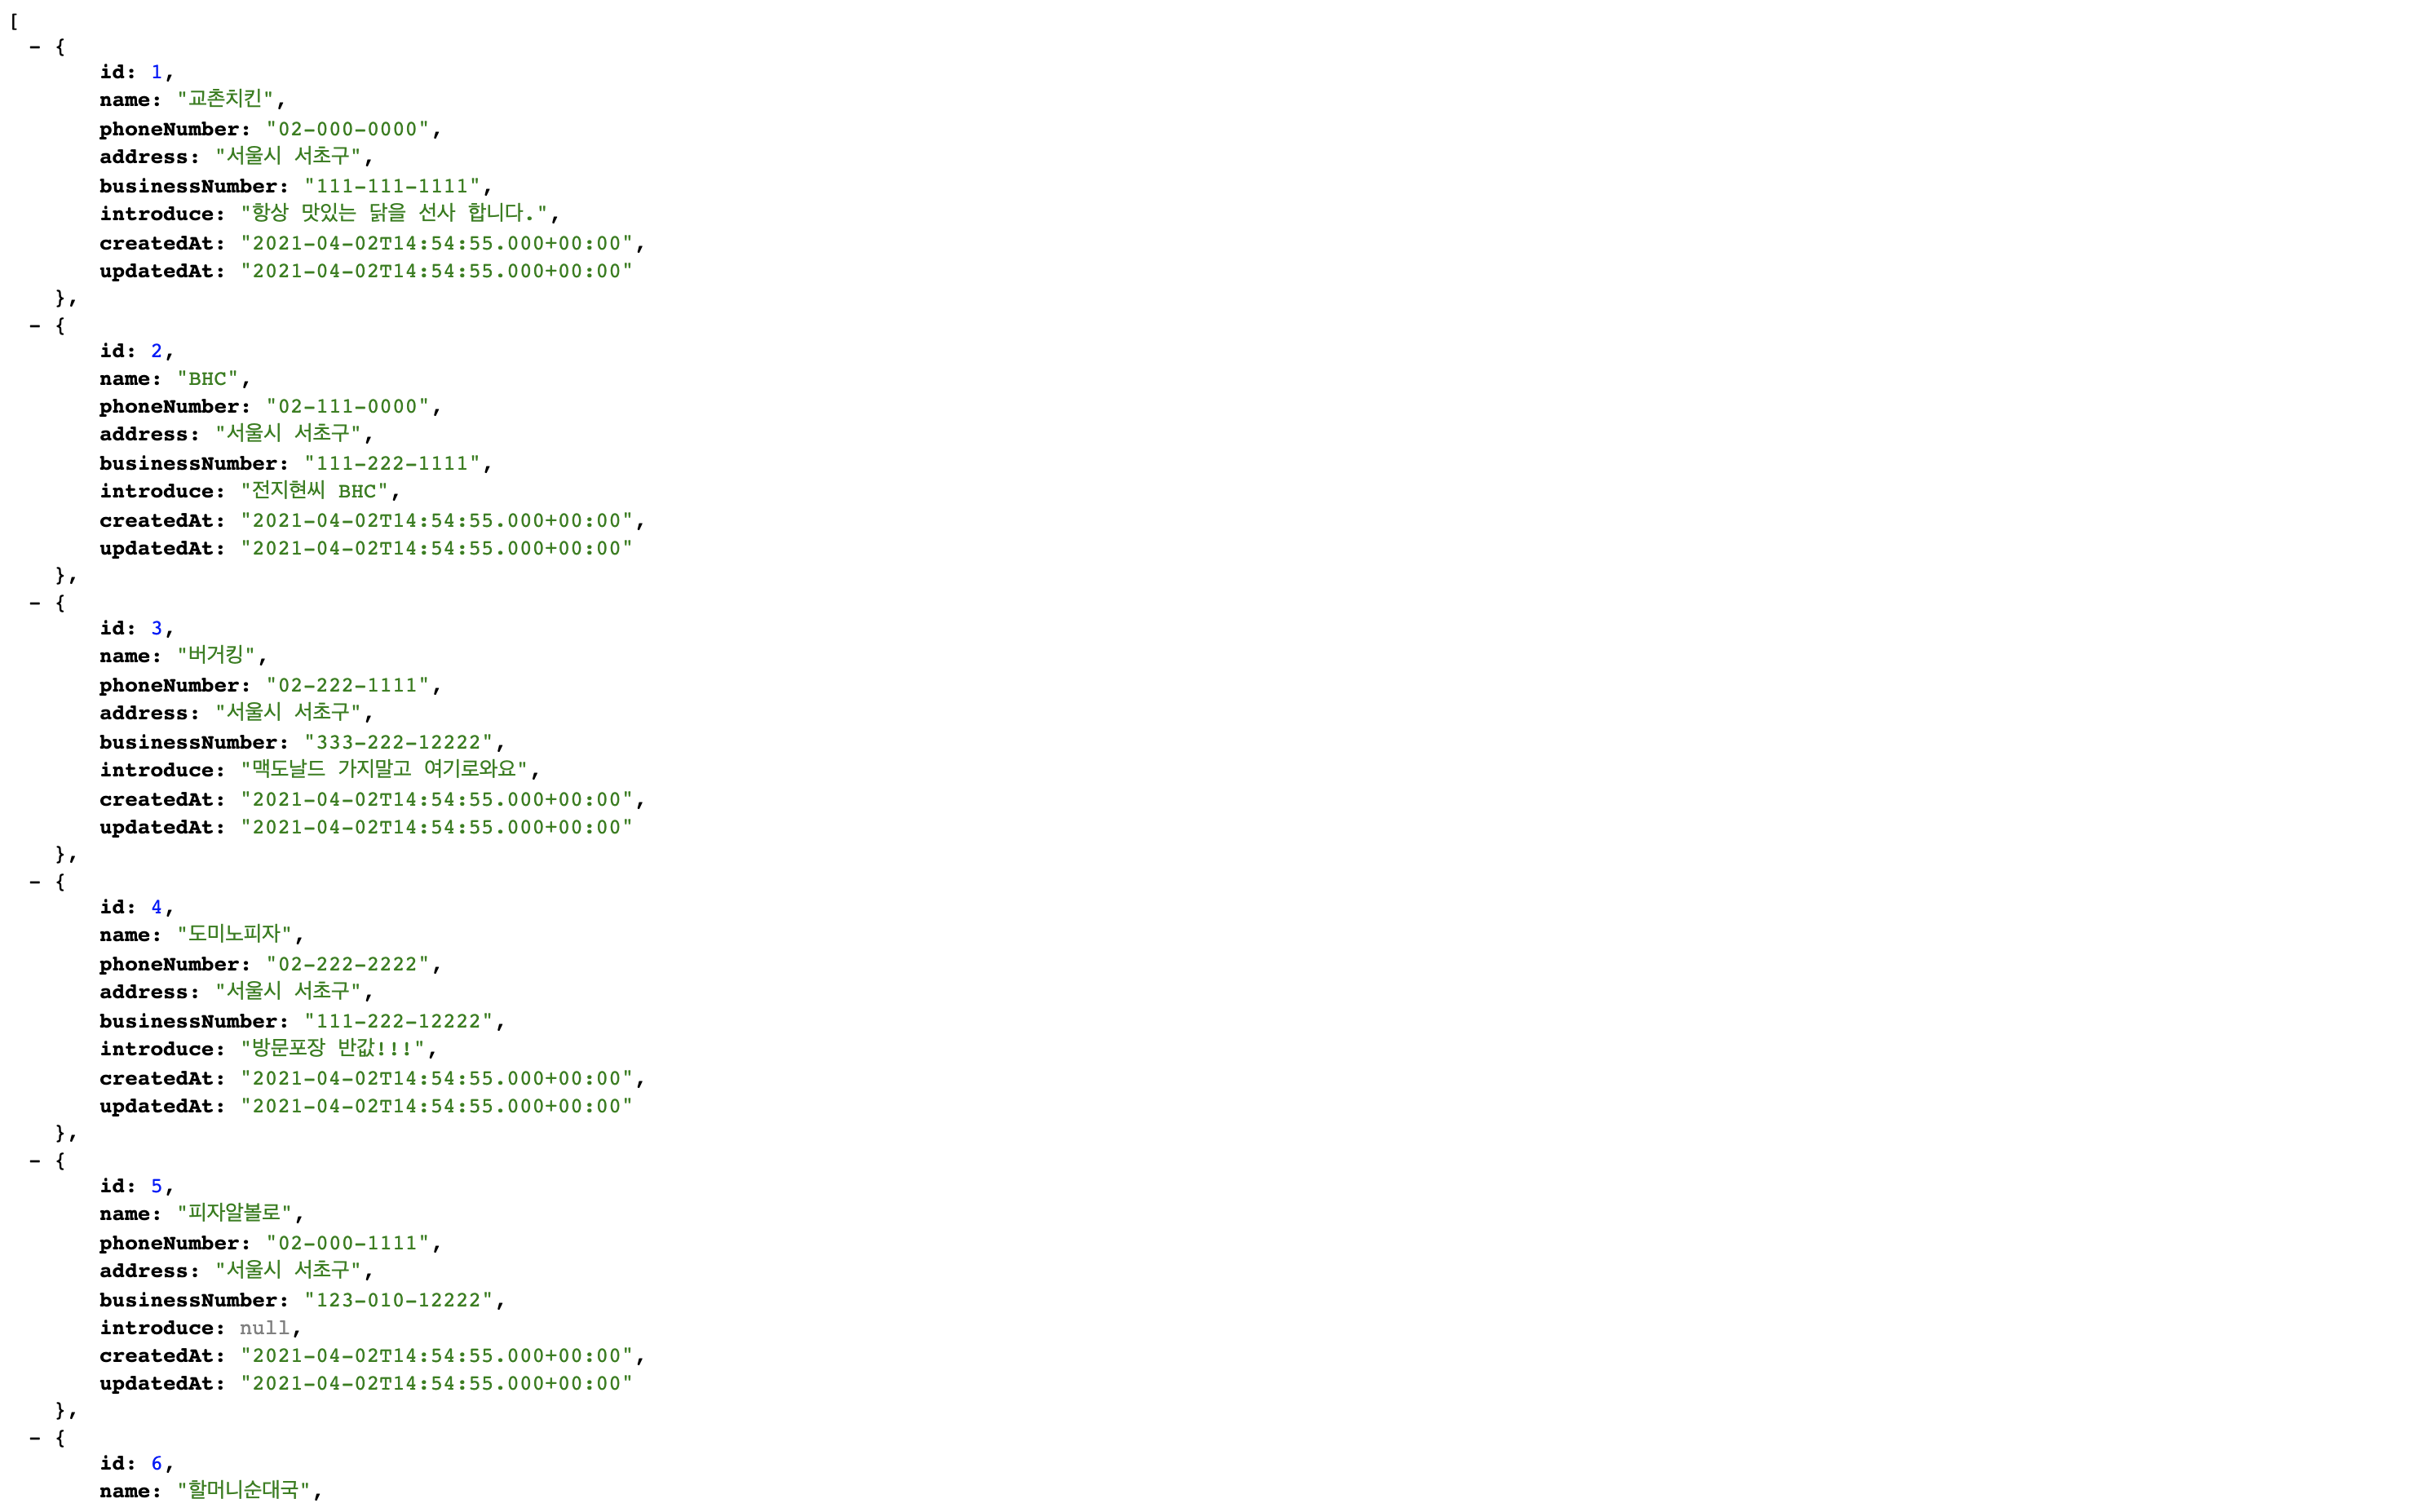 [
- {
id: 1,
name: "교촌치킨",
phoneNumber: "02-000-0000",
address: "서울시 서초구",
businessNumber: "111-111-1111",
introduce: "항상 맛있는 닭을 선사 합니다.",
createdAt: "2021-04-02T14:54:55.000+00:00",
updatedAt: "2021-04-02T14:54:55.000+00:00"
},
- {
id: 2,
name: "BHC",
phoneNumber: "02-111-0000",
address: "서울시 서초구",
businessNumber: "111-222-1111",
introduce: "전지현씨 BHC",
createdAt: "2021-04-02T14:54:55.000+00:00",
updatedAt: "2021-04-02T14:54:55.000+00:00"
},
- {
id: 3,
name: "버거킹",
phoneNumber: "02-222-1111",
address: "서울시 서초구",
businessNumber: "333-222-12222",
introduce: "맥도날드 가지말고 여기로와요",
createdAt: "2021-04-02T14:54:55.000+00:00",
updatedAt: "2021-04-02T14:54:55.000+00:00"
},
- {
id: 4,
name: "도미노피자",
phoneNumber: "02-222-2222",
address: "서울시 서초구",
businessNumber: "111-222-12222",
introduce: "방문포장 반값!!!",
createdAt: "2021-04-02T14:54:55.000+00:00",
updatedAt: "2021-04-02T14:54:55.000+00:00"
},
- {
id: 5,
name: "피자알볼로",
phoneNumber: "02-000-1111",
address: "서울시 서초구",
businessNumber: "123-010-12222",
introduce: null,
createdAt: "2021-04-02T14:54:55.000+00:00",
updatedAt: "2021-04-02T14:54:55.000+00:00"
},
- {
id: 6,
name: "할머니순대국",